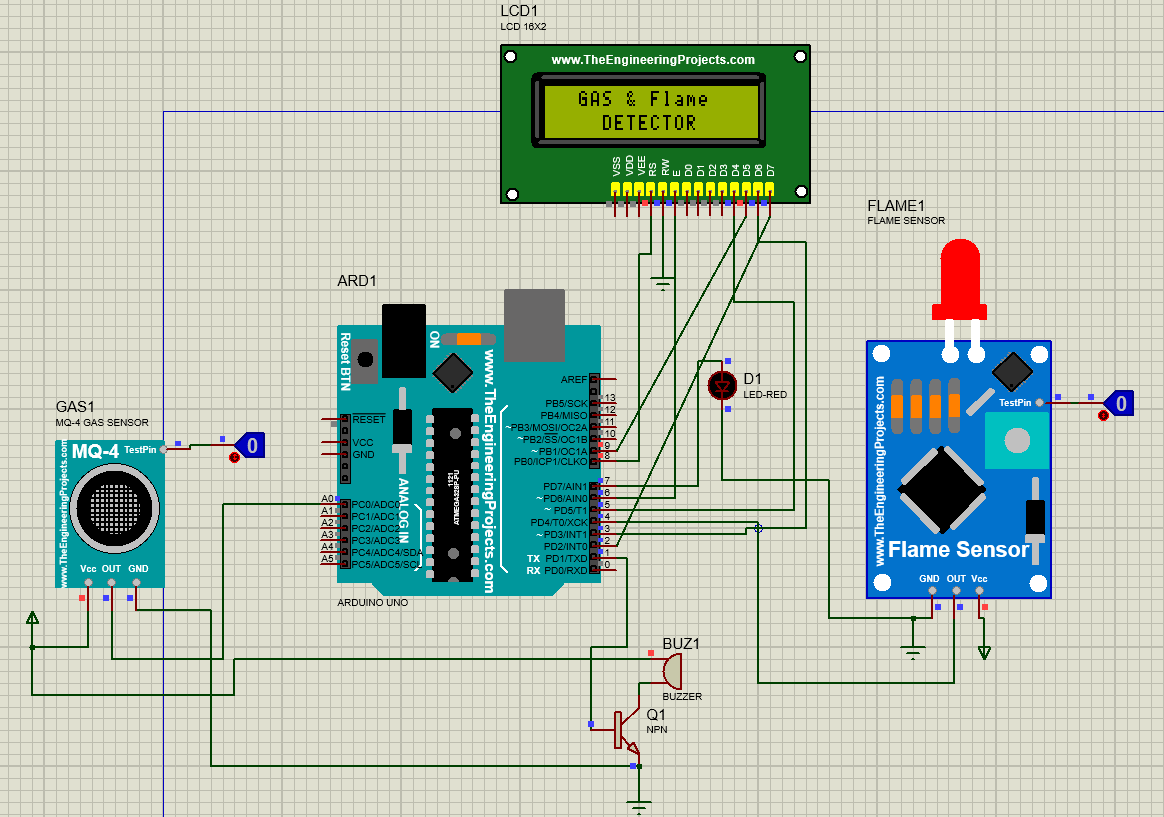 LCD1
LCD 16X2
www.TheEngineeringProjects.com
GAS & Flame
DETECTOR
VSS
VDD
VEE
RS
RW
E
D0
D1
D2
D3
D4
D5
D6
D7
FLAME1
FLAME SENSOR
www.TheEngineeringProjects.com
TestPin
0
Flame Sensor
GND OUT Vcc
ARD1
Reset BTN
ON
www.TheEngineeringProjects.com
1121
ATMEGA328P-PU
ANALOG IN
RESET
VCC
GND
A0 PC0/ADC0
A1 PC1/ADC1
A2 PC2/ADC2
A3 PC3/ADC3
A4 PC4/ADC4/SDA
A5 PC5/ADC5/SCL
AREF
PB5/SCK 13
PB4/MISO 12
~PB3/MOSI/OC2A 11
~PB2/SS/OC1B 10
~PB1/OC1A 9
PB0/ICP1/CLKO 8
PD7/AIN1 7
~PD6/AIN0 6
~PD5/T1 5
PD4/T0/XCK 4
~PD3/INT1 3
PD2/INT0 2
TX PD1/TXD 1
RX PD0/RXD 0
ARDUINO UNO
D1
LED-RED
GAS1
MQ-4 GAS SENSOR
MQ-4 TestPin
0
www.TheEngineeringProjects.com
Vcc OUT GND
BUZ1
BUZZER
Q1
NPN